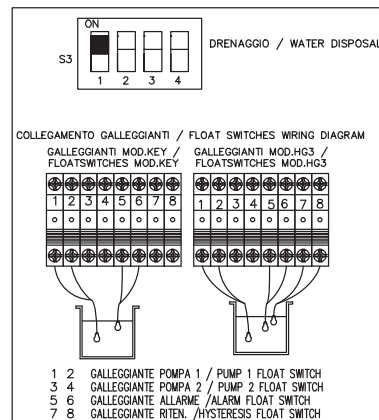 ON
S3
1 2 3 4
DRENAGGIO / WATER DISPOSAL
COLLEGAMENTO GALLEGGIANTI / FLOAT SWITCHES WIRING DIAGRAM
GALLEGGIANTI MOD.KEY /
FLOATSWITCHES MOD.KEY
GALLEGGIANTI MOD.HG3 /
FLOATSWITCHES MOD.HG3
1 2 3 4 5 6 7 8
1 2 3 4 5 6 7 8
1 2 GALLEGGIANTE POMPA 1 / PUMP 1 FLOAT SWITCH
3 4 GALLEGGIANTE POMPA 2 / PUMP 2 FLOAT SWITCH
5 6 GALLEGGIANTE ALLARME /ALARM FLOAT SWITCH
7 8 GALLEGGIANTE RITEN. /HYSTERESIS FLOAT SWITCH